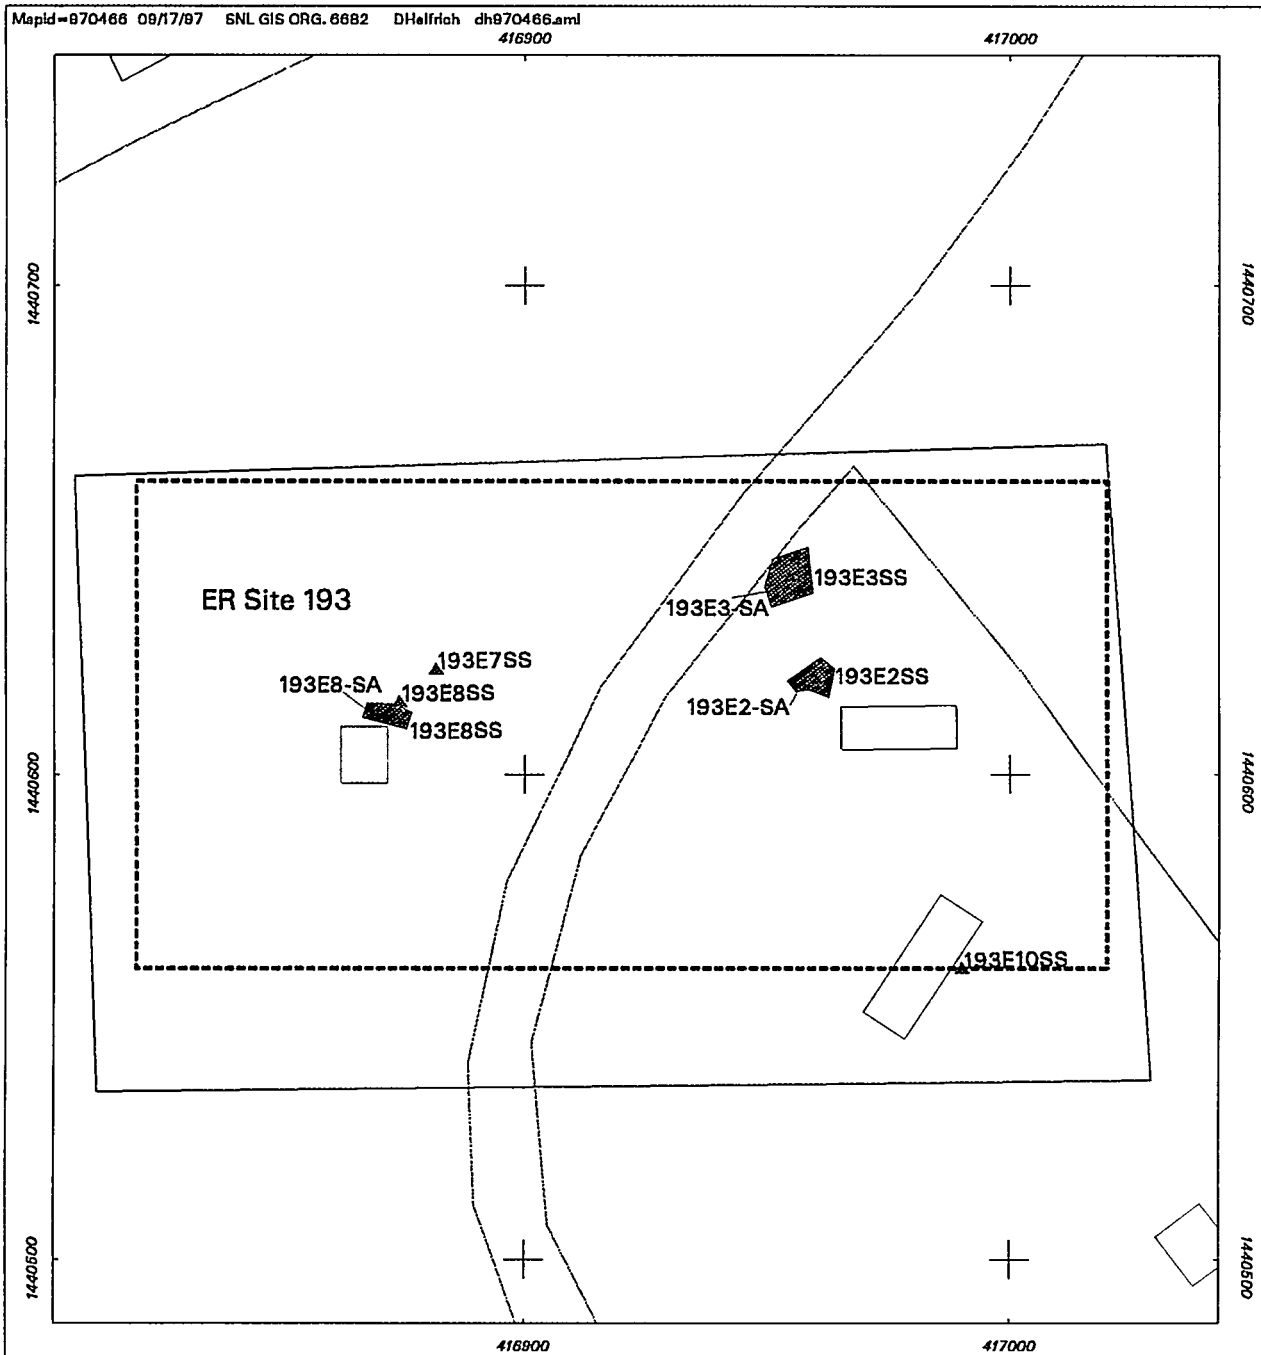 Mapid=970466 09/17/97 SNL GIS ORG. 6682 DHelfrich dh970466.aml
416900 417000
1440700 1440700
ER Site 193
193E3SS
193E3-SA
193E7SS
193E8-SA
193E8SS
193E2SS
193E2-SA
193E8SS
1440600 1440600
193E10SS
1440500 1440500
416900 417000